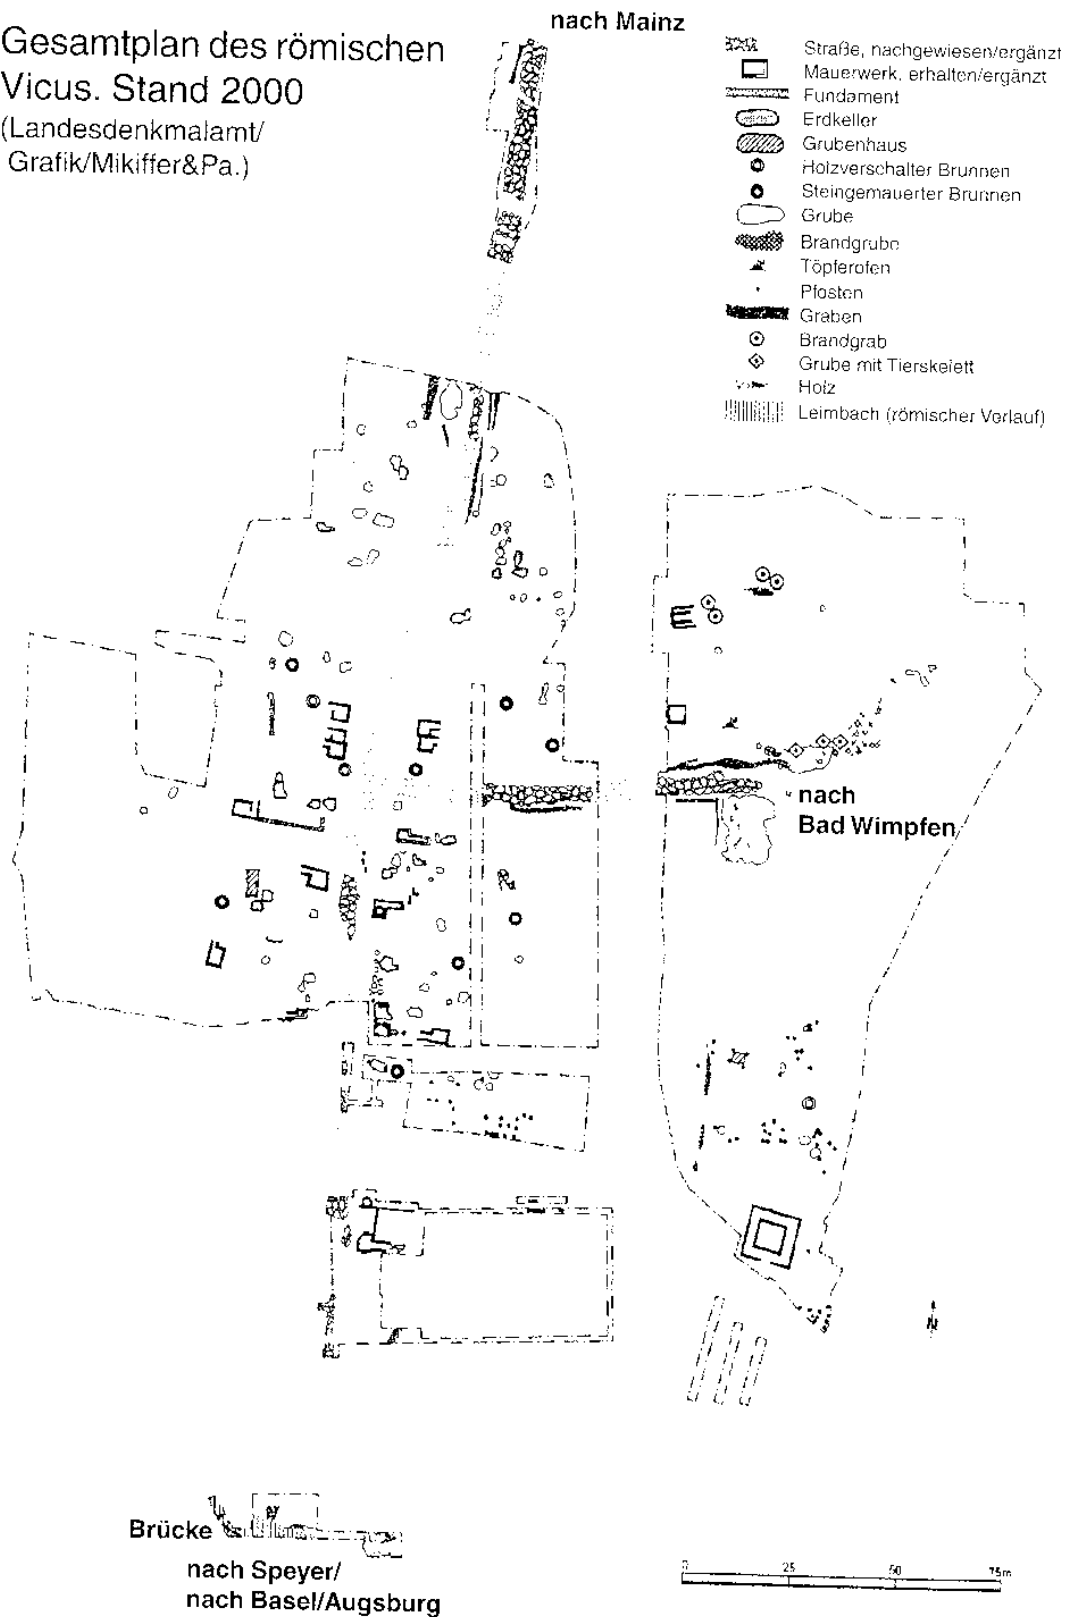 Gesamtplan des römischen
Vicus. Stand 2000
(Landesdenkmalamt/
Grafik/Mikiffer&Pa.)
nach Mainz
Straße, nachgewiesen/ergänzt
Mauerwerk, erhalten/ergänzt
Fundament
Erdkeller
Grubenhaus
Holzverschalter Brunnen
Steingemauerter Brunnen
Grube
Brandgrube
Töpferofen
Pfosten
Graben
Brandgrab
Grube mit Tierskelett
Holz
Leimbach (römischer Verlauf)
nach
Bad Wimpfen
N
Brücke
nach Speyer/
nach Basel/Augsburg
0 25 50 75m